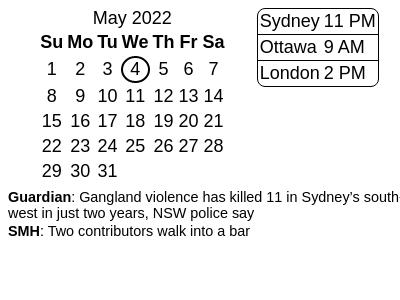 May 2022
Su Mo Tu We Th Fr Sa
1 2 3 4 5 6 7
8 9 10 11 12 13 14
15 16 17 18 19 20 21
22 23 24 25 26 27 28
29 30 31
Sydney 11 PM
Ottawa 9 AM
London 2 PM
Guardian: Gangland violence has killed 11 in Sydney's south-
west in just two years, NSW police say
SMH: Two contributors walk into a bar